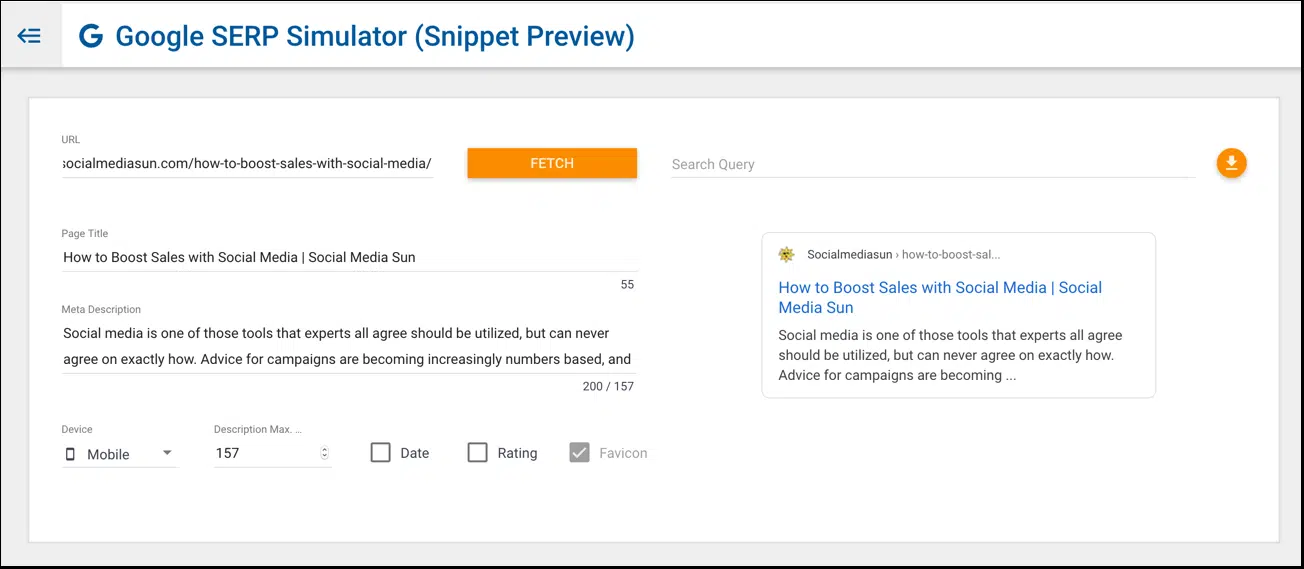 Google SERP Simulator (Snippet Preview)
URL
socialmediasun.com/how-to-boost-sales-with-social-media/
FETCH
Search Query
Page Title
How to Boost Sales with Social Media | Social Media Sun
55
Meta Description
Social media is one of those tools that experts all agree should be utilized, but can never
agree on exactly how. Advice for campaigns are becoming increasingly numbers based, and
200 / 157
Device
Mobile
Description Max. ...
157
Date
Rating
Favicon
Socialmediasun › how-to-boost-sal...
How to Boost Sales with Social Media | Social
Media Sun
Social media is one of those tools that experts all agree
should be utilized, but can never agree on exactly how.
Advice for campaigns are becoming ...